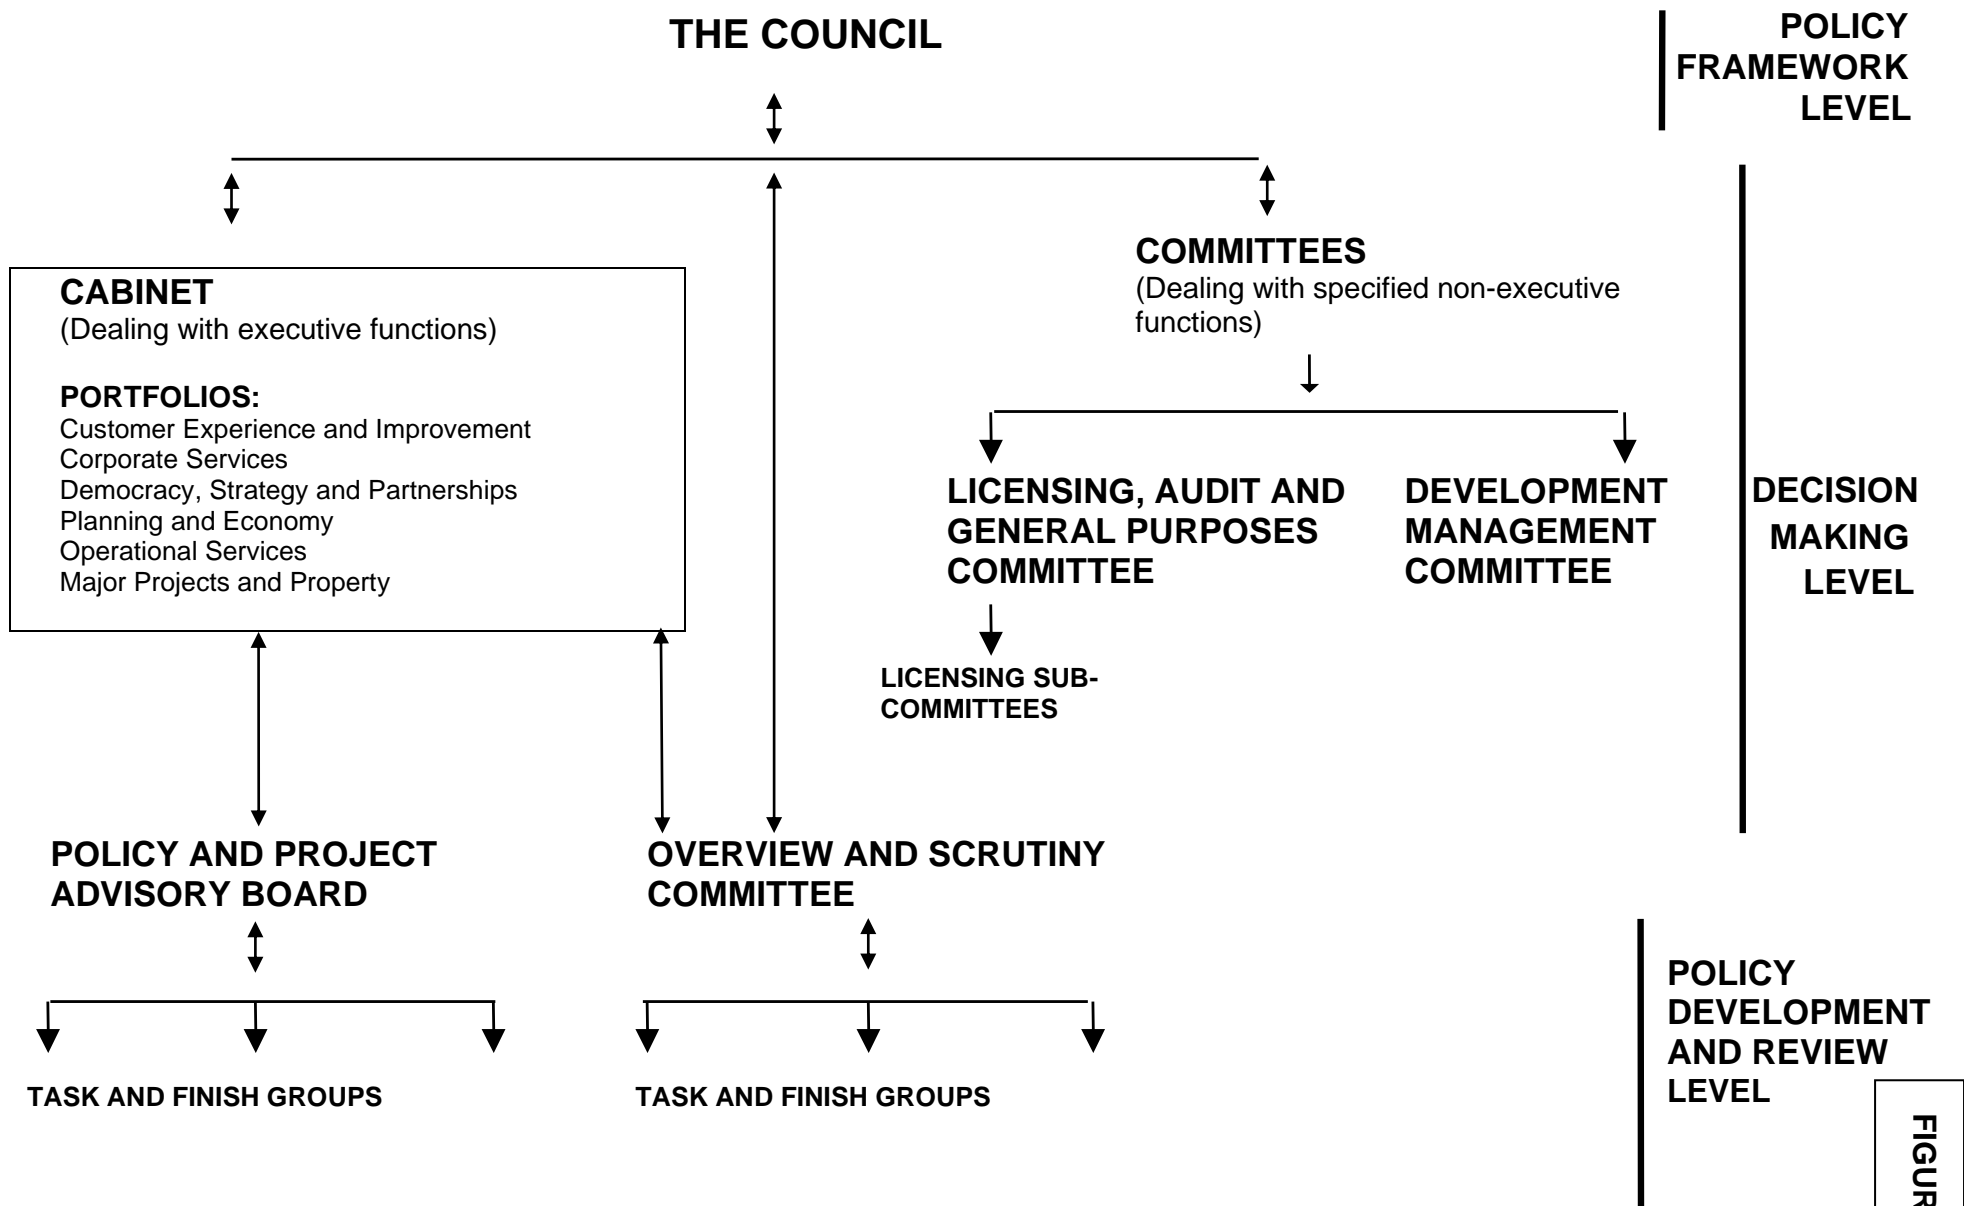 THE COUNCIL
POLICY
FRAMEWORK
LEVEL
CABINET
(Dealing with executive functions)
PORTFOLIOS:
Customer Experience and Improvement
Corporate Services
Democracy, Strategy and Partnerships
Planning and Economy
Operational Services
Major Projects and Property
COMMITTEES
(Dealing with specified non-executive
functions)
LICENSING, AUDIT AND
GENERAL PURPOSES
COMMITTEE
DEVELOPMENT
MANAGEMENT
COMMITTEE
LICENSING SUB-
COMMITTEES
DECISION
MAKING
LEVEL
POLICY AND PROJECT
ADVISORY BOARD
OVERVIEW AND SCRUTINY
COMMITTEE
TASK AND FINISH GROUPS
TASK AND FINISH GROUPS
POLICY
DEVELOPMENT
AND REVIEW
LEVEL